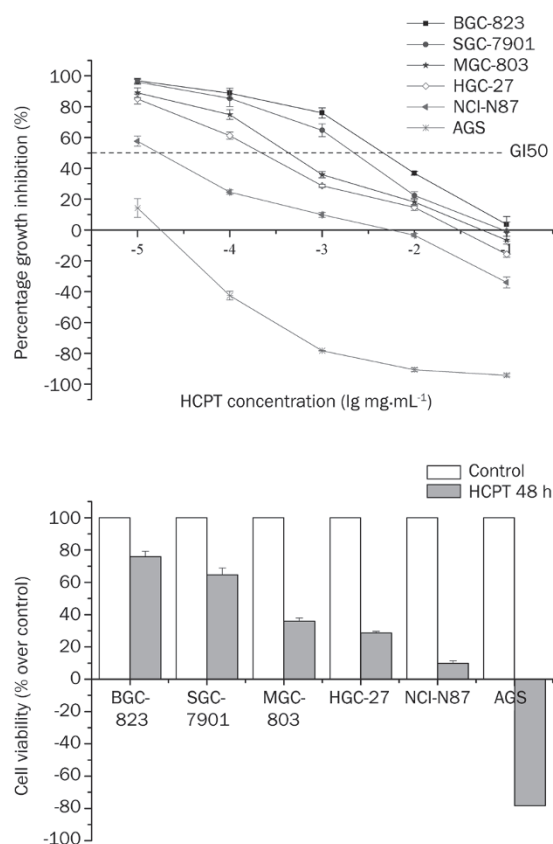 BGC-823
SGC-7901
MGC-803
HGC-27
NCI-N87
AGS
100
80
60
40
20
0
-20
-40
-60
-80
-100
GI50
-5
-4
-3
-2
-1
Percentage growth inhibition (%)
HCPT concentration (lg mg·mL⁻¹)
Control
HCPT 48 h
100
80
60
40
20
0
-20
-40
-60
-80
-100
Cell viability (% over control)
BGC-
823
SGC-
7901
MGC-
803
HGC-27
NCI-N87
AGS